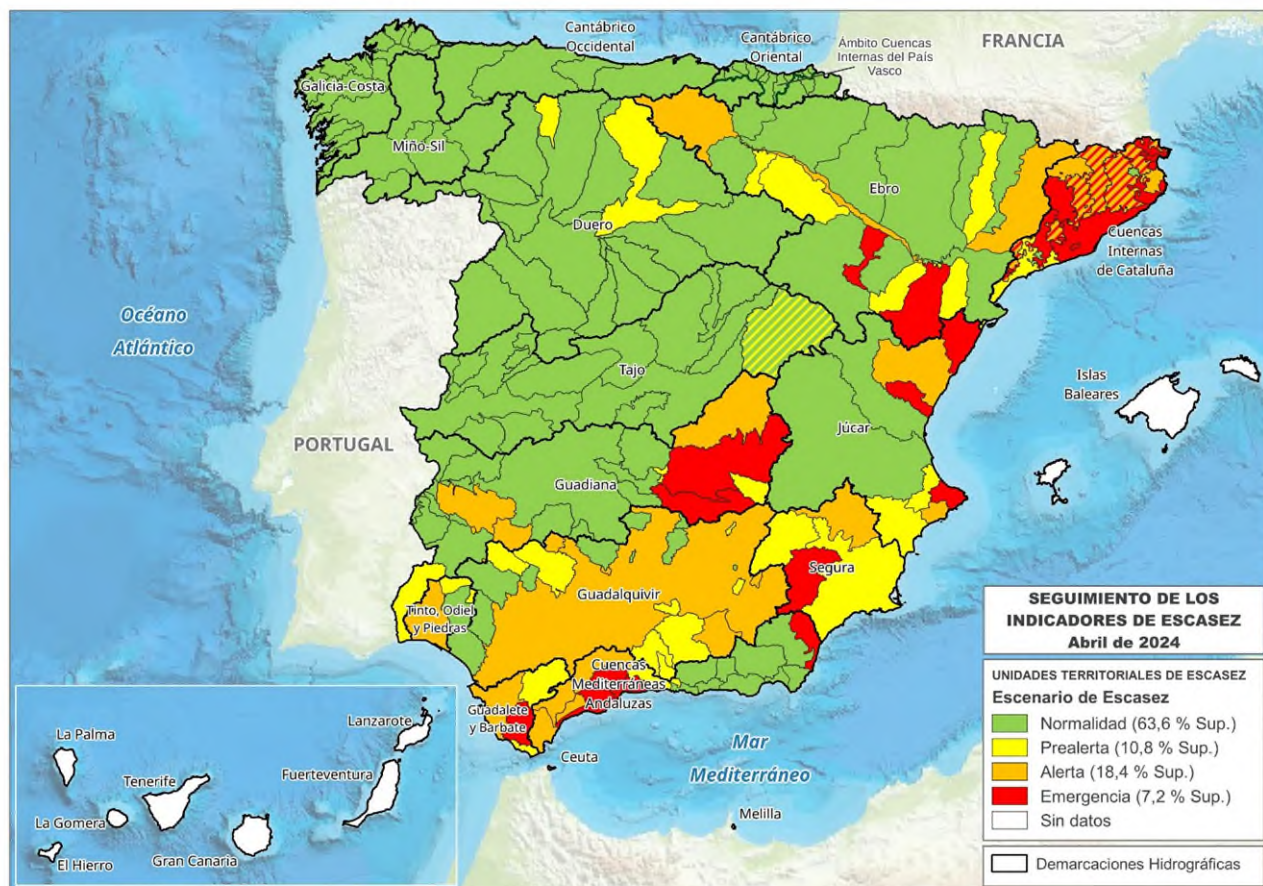 Cantábrico
Occidental
Cantábrico
Oriental
Ámbito Cuencas
Internas del País
Vasco
FRANCIA
Galicia-Costa
Miño-Sil
Ebro
Duero
Cuencas
Internas
de Cataluña
Océano
Atlántico
Tajo
Islas
Baleares
PORTUGAL
Júcar
Guadiana
Segura
Guadalquivir
Tinto, Odiel
y Piedras
Cuencas
Mediterráneas
Andaluzas
Guadalete
y Barbate
Ceuta
Mar
Mediterráneo
Melilla
La Palma
Lanzarote
Tenerife
Fuerteventura
La Gomera
El Hierro
Gran Canaria
SEGUIMIENTO DE LOS
INDICADORES DE ESCASEZ
Abril de 2024
UNIDADES TERRITORIALES DE ESCASEZ
Escenario de Escasez
Normalidad (63,6 % Sup.)
Prealerta (10,8 % Sup.)
Alerta (18,4 % Sup.)
Emergencia (7,2 % Sup.)
Sin datos
Demarcaciones Hidrográficas